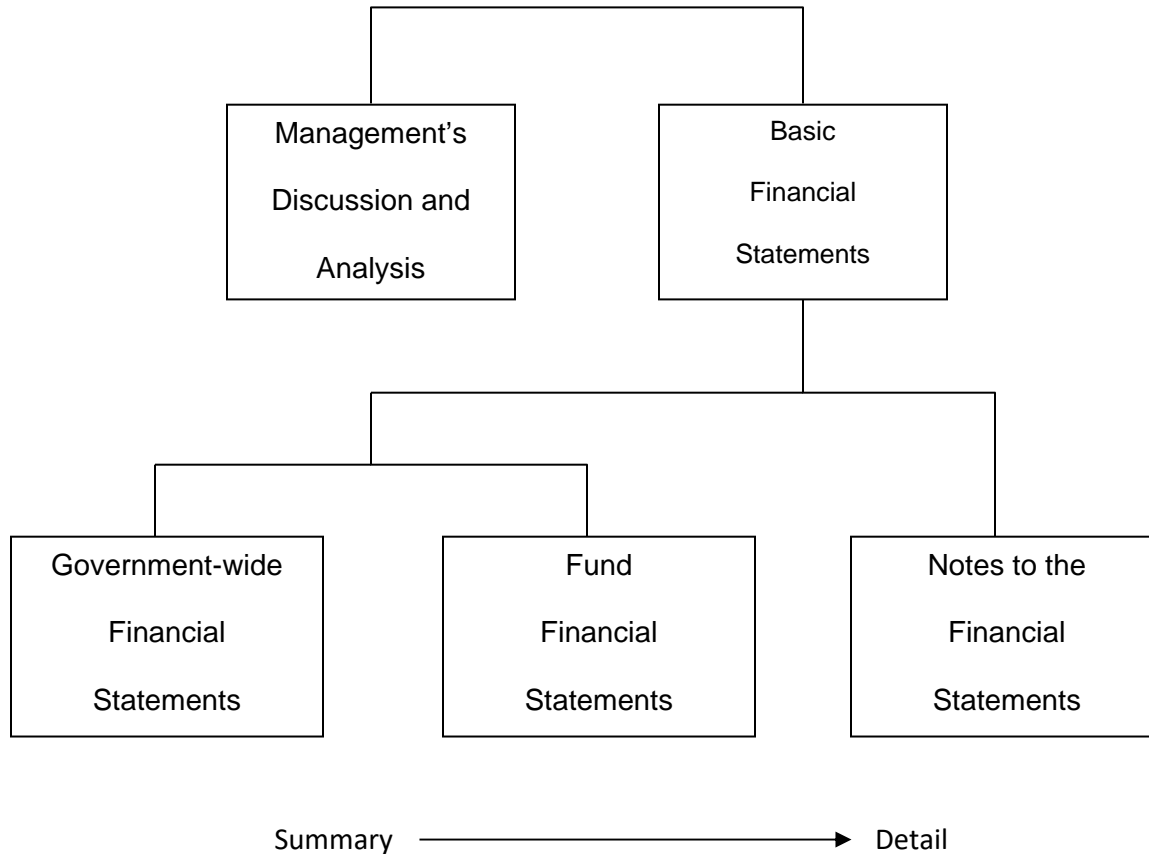 Management’s
Discussion and
Analysis
Basic
Financial
Statements
Government-wide
Financial
Statements
Fund
Financial
Statements
Notes to the
Financial
Statements
Summary
Detail